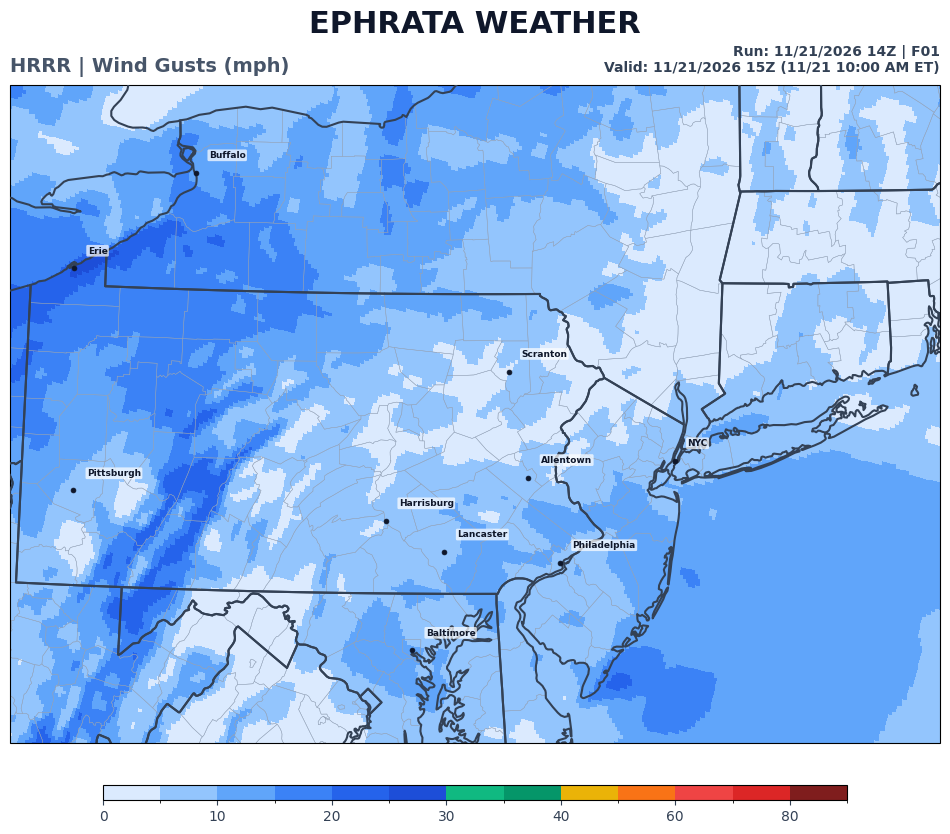 EPHRATA WEATHER
HRRR | Wind Gusts (mph)
Run: 11/21/2026 14Z | F01
Valid: 11/21/2026 15Z (11/21 10:00 AM ET)
Buffalo
Erie
Scranton
NYC
Allentown
Pittsburgh
Harrisburg
Lancaster
Philadelphia
Baltimore
0 10 20 30 40 60 80